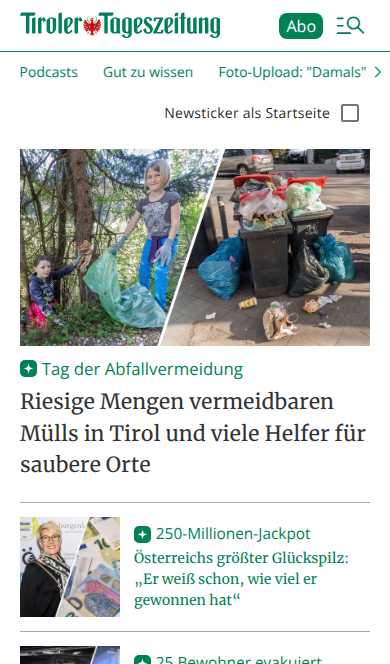 Tiroler Tageszeitung
Abo
Podcasts Gut zu wissen Foto-Upload: "Damals"
Newsticker als Startseite
Tag der Abfallvermeidung
Riesige Mengen vermeidbaren
Mülls in Tirol und viele Helfer für
saubere Orte
250-Millionen-Jackpot
Österreichs größter Glückspilz:
„Er weiß schon, wie viel er
gewonnen hat“
25 Bewohner evakuiert